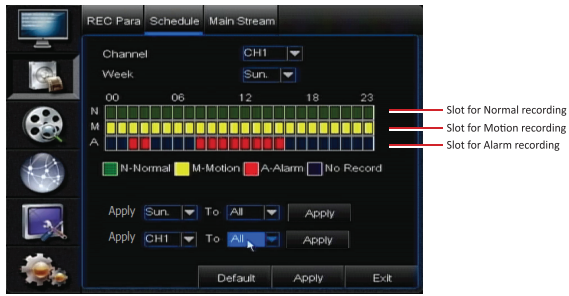 REC Para Schedule Main Stream
Channel CH1
Week Sun.
00 06 12 18 23
N Slot for Normal recording
M Slot for Motion recording
A Slot for Alarm recording
N-Normal M-Motion A-Alarm No Record
Apply Sun. To All Apply
Apply CH1 To All Apply
Default Apply Exit